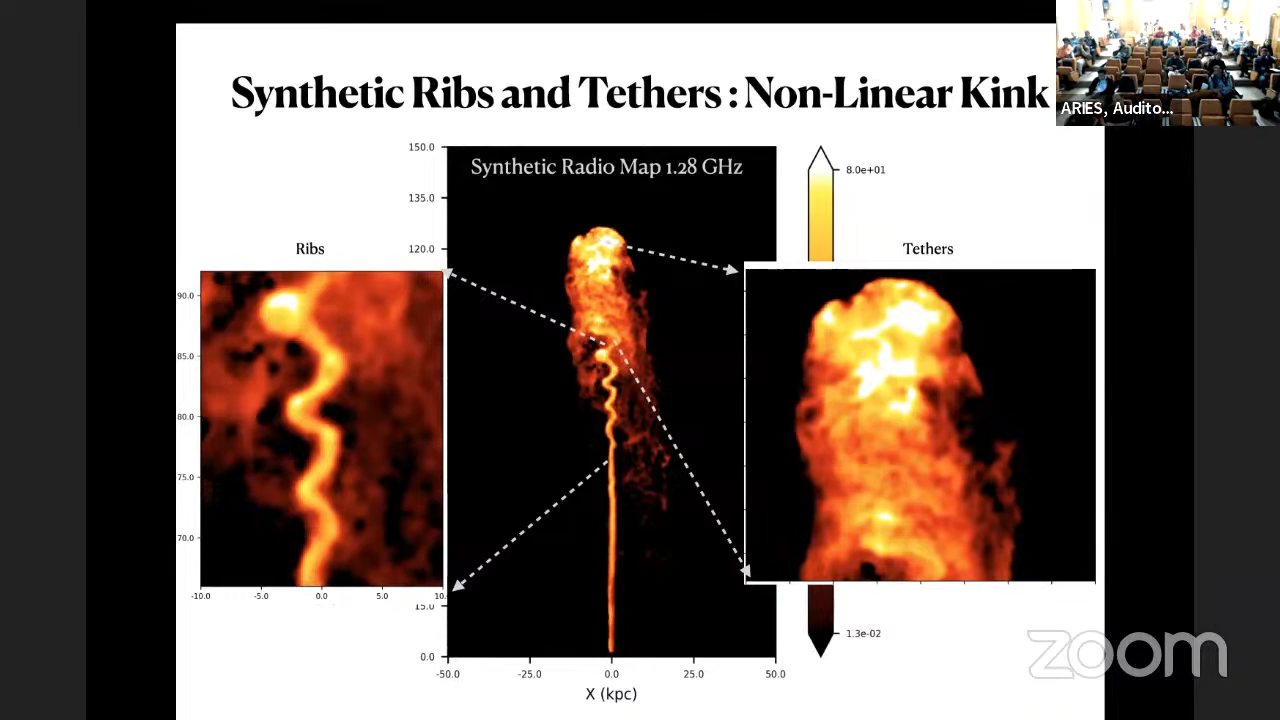 Synthetic Ribs and Tethers : Non-Linear Kink
ARIES, Audito...
Synthetic Radio Map 1.28 GHz
150.0
135.0
120.0
15.0
0.0
-50.0
-25.0
0.0
25.0
50.0
X (kpc)
8.0e+01
1.3e-02
Ribs
90.0
85.0
80.0
75.0
70.0
-10.0
-5.0
0.0
5.0
10.
Tethers
zoom